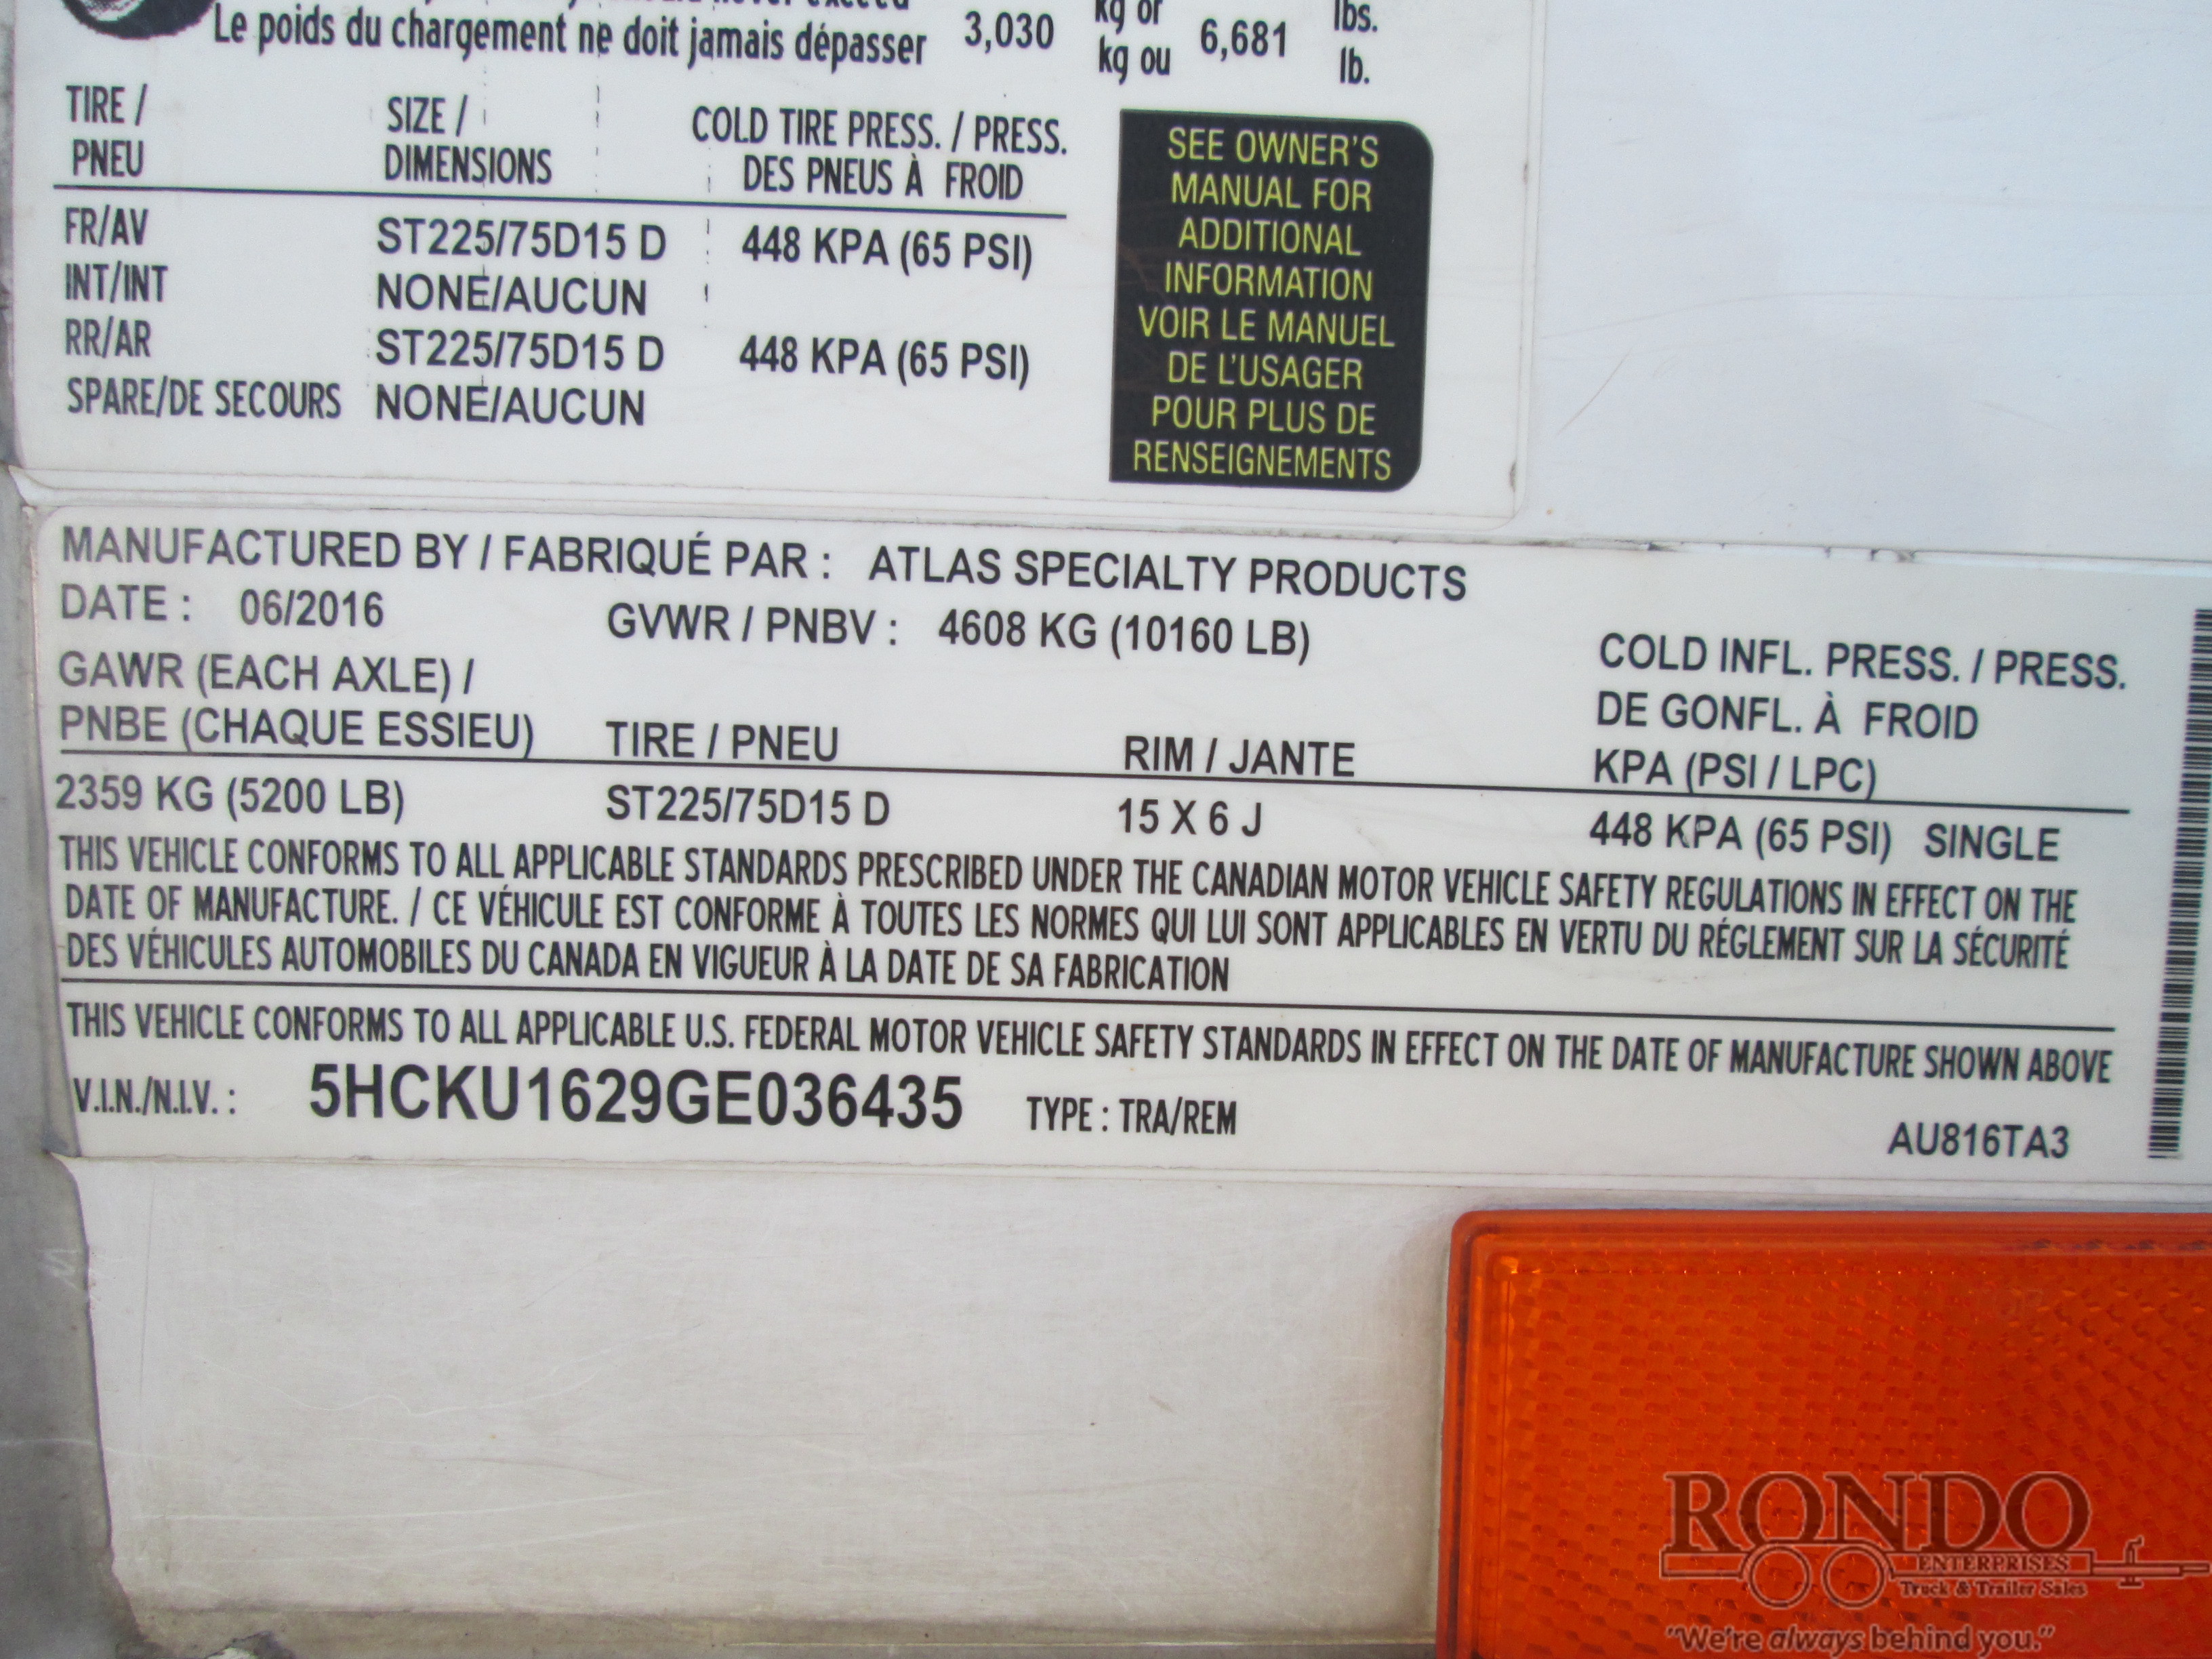 Le poids du chargement ne doit jamais dépasser 3,030 kg ou 6,681 lb.
kg or lbs.
TIRE / SIZE / COLD TIRE PRESS. / PRESS.
PNEU DIMENSIONS DES PNEUS À FROID
FR/AV ST225/75D15 D 448 KPA (65 PSI)
INT/INT NONE/AUCUN
RR/AR ST225/75D15 D 448 KPA (65 PSI)
SPARE/DE SECOURS NONE/AUCUN
SEE OWNER'S
MANUAL FOR
ADDITIONAL
INFORMATION
VOIR LE MANUEL
DE L'USAGER
POUR PLUS DE
RENSEIGNEMENTS
MANUFACTURED BY / FABRIQUÉ PAR : ATLAS SPECIALTY PRODUCTS
DATE : 06/2016 GVWR / PNBV : 4608 KG (10160 LB)
COLD INFL. PRESS. / PRESS.
GAWR (EACH AXLE) / DE GONFL. À FROID
PNBE (CHAQUE ESSIEU) TIRE / PNEU RIM / JANTE KPA (PSI / LPC)
2359 KG (5200 LB) ST225/75D15 D 15 X 6 J 448 KPA (65 PSI) SINGLE
THIS VEHICLE CONFORMS TO ALL APPLICABLE STANDARDS PRESCRIBED UNDER THE CANADIAN MOTOR VEHICLE SAFETY REGULATIONS IN EFFECT ON THE
DATE OF MANUFACTURE. / CE VÉHICULE EST CONFORME À TOUTES LES NORMES QUI LUI SONT APPLICABLES EN VERTU DU RÉGLEMENT SUR LA SÉCURITÉ
DES VÉHICULES AUTOMOBILES DU CANADA EN VIGUEUR À LA DATE DE SA FABRICATION
THIS VEHICLE CONFORMS TO ALL APPLICABLE U.S. FEDERAL MOTOR VEHICLE SAFETY STANDARDS IN EFFECT ON THE DATE OF MANUFACTURE SHOWN ABOVE
V.I.N./N.I.V. : 5HCKU1629GE036435 TYPE : TRA/REM
AU816TA3
RONDO
ENTERPRISES
Truck & Trailer Sales
"We're always behind you."